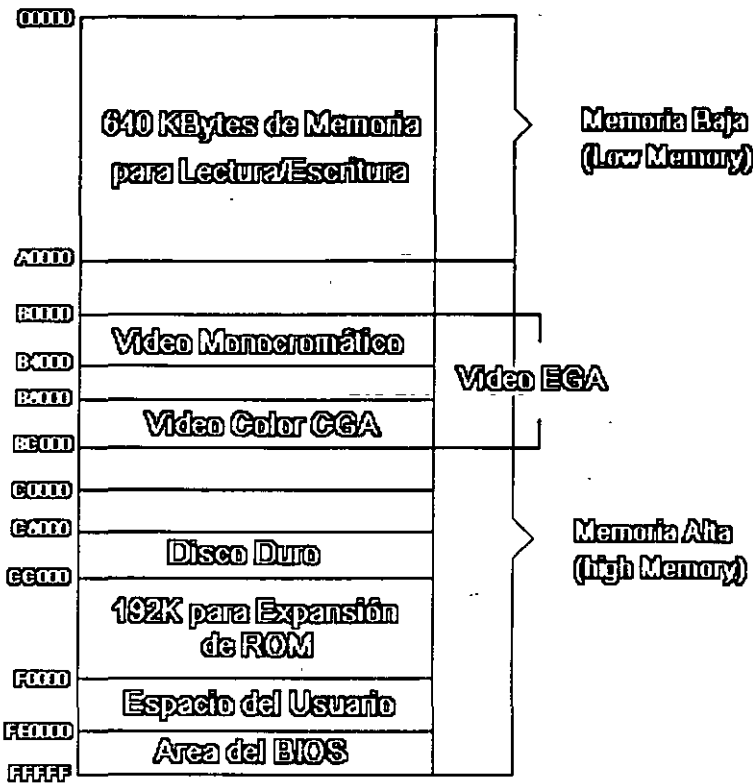 00000
640 KBytes de Memoria
para Lectura/Escritura
Memoria Baja
(Low Memory)
A0000
B0000
Video Monocromático
B4000
Video EGA
B8000
Video Color CGA
BC000
C0000
C8000
Disco Duro
CC000
Memoria Alta
(high Memory)
192K para Expansión
de ROM
F0000
Espacio del Usuario
FE0000
Area del BIOS
FFFFF